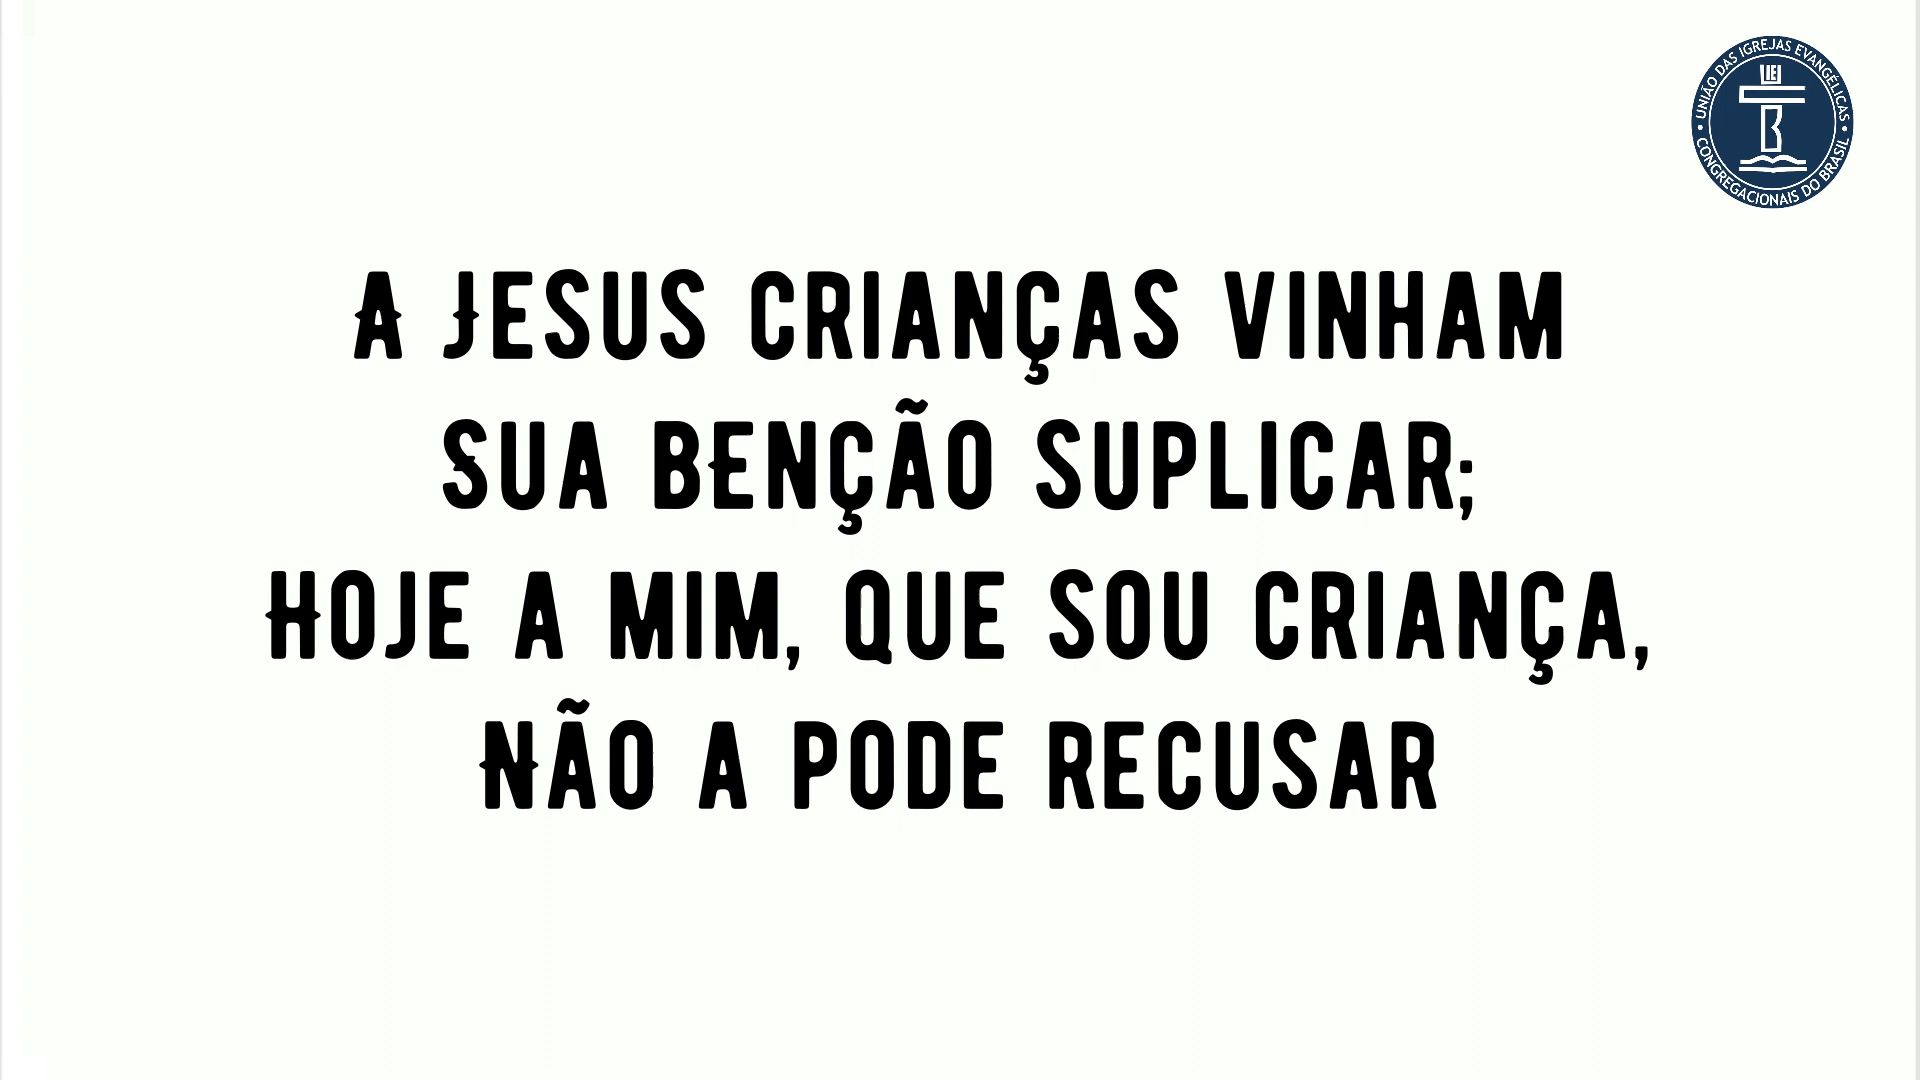 UNIÃO DAS IGREJAS EVANGÉLICAS
CONGREGACIONAIS DO BRASIL
A JESUS CRIANÇAS VINHAM
SUA BENÇÃO SUPLICAR;
HOJE A MIM, QUE SOU CRIANÇA,
NÃO A PODE RECUSAR